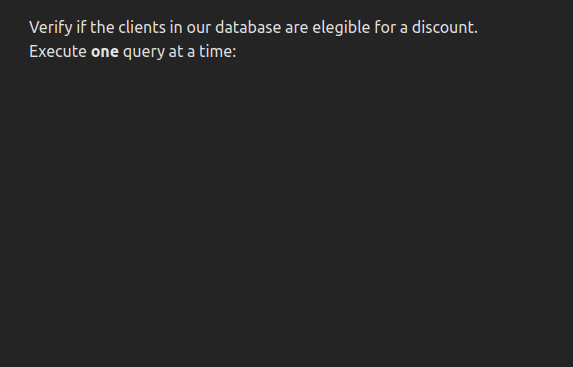 Verify if the clients in our database are elegible for a discount.
Execute one query at a time: